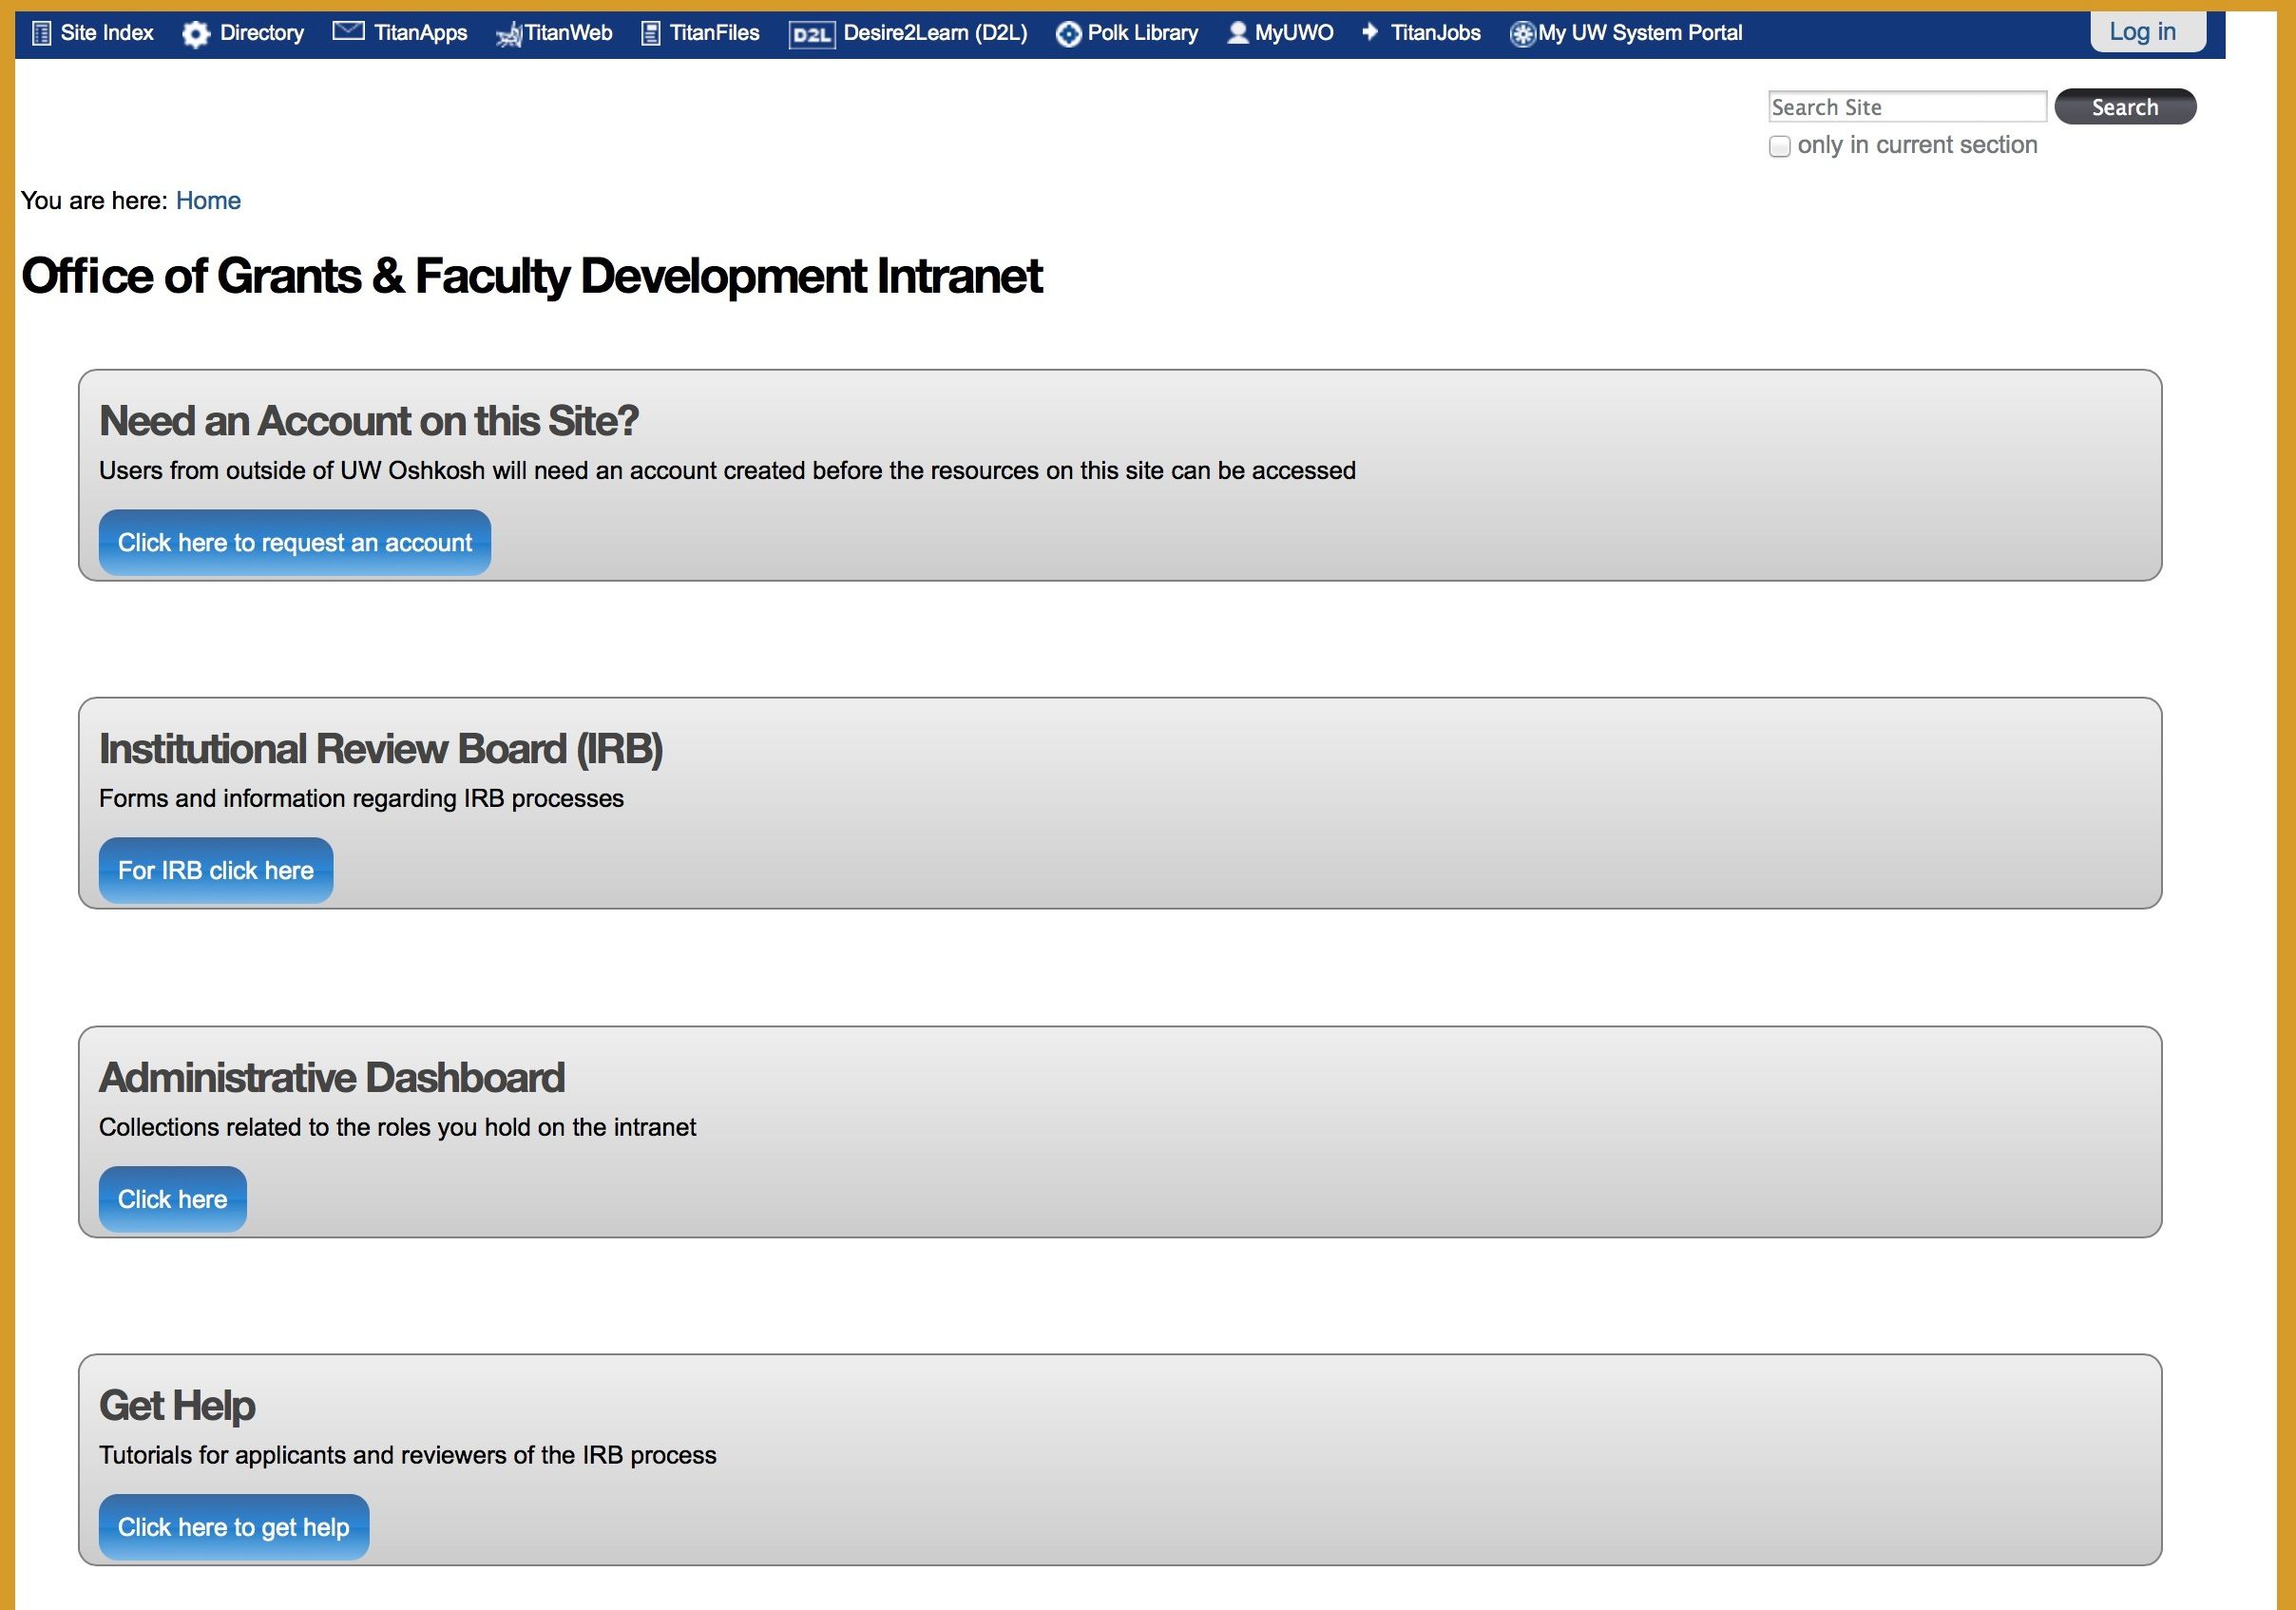 Site Index Directory TitanApps TitanWeb TitanFiles D2L Desire2Learn (D2L) Polk Library MyUWO TitanJobs My UW System Portal Log in
Search Site Search
only in current section
You are here: Home
Office of Grants & Faculty Development Intranet
Need an Account on this Site?
Users from outside of UW Oshkosh will need an account created before the resources on this site can be accessed
Click here to request an account
Institutional Review Board (IRB)
Forms and information regarding IRB processes
For IRB click here
Administrative Dashboard
Collections related to the roles you hold on the intranet
Click here
Get Help
Tutorials for applicants and reviewers of the IRB process
Click here to get help